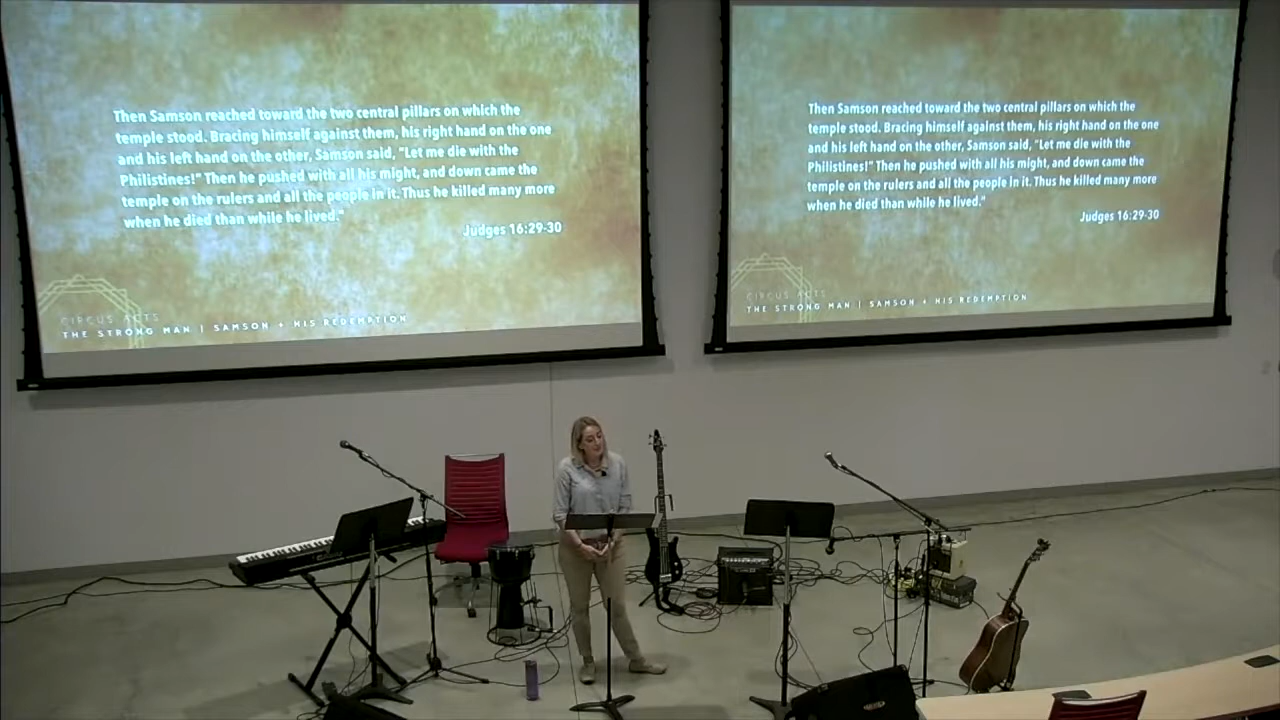 Then Samson reached toward the two central pillars on which the
temple stood. Bracing himself against them, his right hand on the one
and his left hand on the other, Samson said, "Let me die with the
Philistines!" Then he pushed with all his might, and down came the
temple on the rulers and all the people in it. Thus he killed many more
when he died than while he lived."
Judges 16:29-30
CIRCUS ACTS
THE STRONG MAN | SAMSON + HIS REDEMPTION
Then Samson reached toward the two central pillars on which the
temple stood. Bracing himself against them, his right hand on the one
and his left hand on the other, Samson said, "Let me die with the
Philistines!" Then he pushed with all his might, and down came the
temple on the rulers and all the people in it. Thus he killed many more
when he died than while he lived."
Judges 16:29-30
CIRCUS ACTS
THE STRONG MAN | SAMSON + HIS REDEMPTION